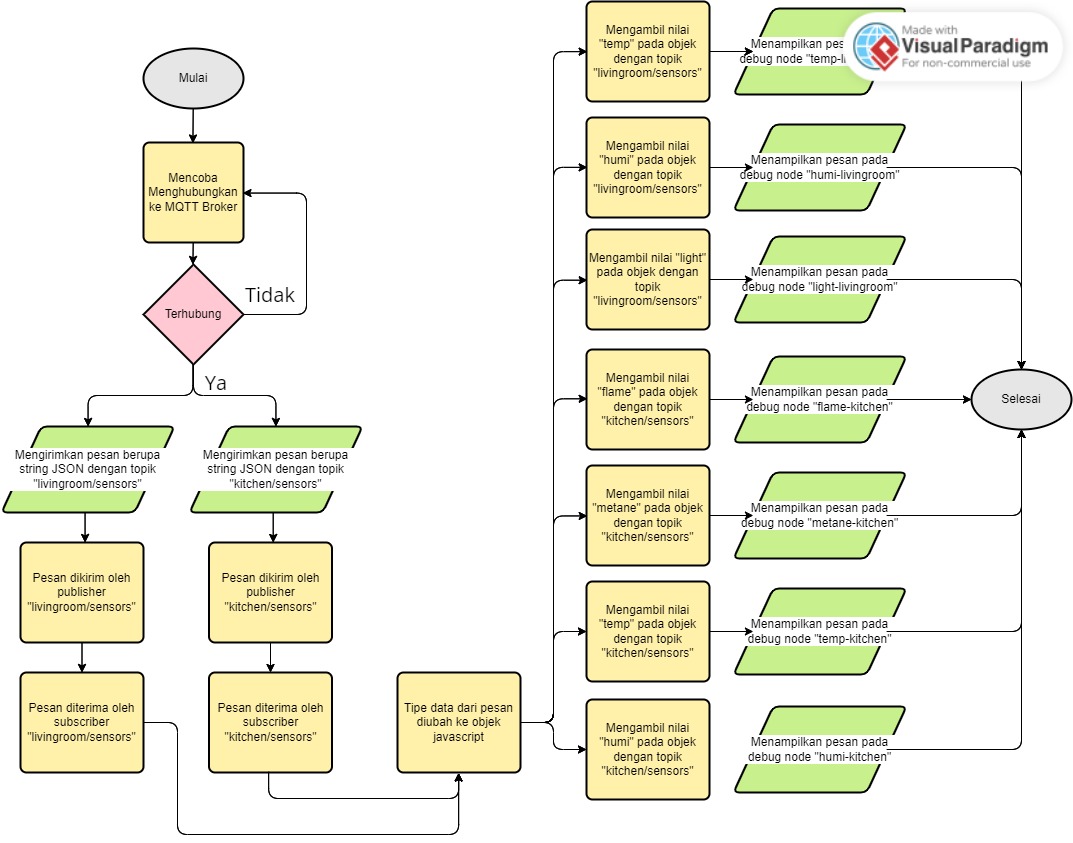 Mulai
Mencoba
Menghubungkan
ke MQTT Broker
Terhubung
Tidak
Ya
Mengirimkan pesan berupa
string JSON dengan topik
"livingroom/sensors"
Mengirimkan pesan berupa
string JSON dengan topik
"kitchen/sensors"
Pesan dikirim oleh
publisher
"livingroom/sensors"
Pesan dikirim oleh
publisher
"kitchen/sensors"
Pesan diterima oleh
subscriber
"livingroom/sensors"
Pesan diterima oleh
subscriber
"kitchen/sensors"
Tipe data dari pesan
diubah ke objek
javascript
Mengambil nilai
"temp" pada objek
dengan topik
"livingroom/sensors"
Menampilkan
debug node
Mengambil nilai
"humi" pada objek
dengan topik
"livingroom/sensors"
Menampilkan pesan pada
debug node "humi-livingroom"
Mengambil nilai "light"
pada objek dengan
topik
"livingroom/sensors"
Menampilkan pesan pada
debug node "light-livingroom"
Mengambil nilai
"flame" pada objek
dengan topik
"kitchen/sensors"
Menampilkan pesan pada
debug node "flame-kitchen"
Mengambil nilai
"metane" pada objek
dengan topik
"kitchen/sensors"
Menampilkan pesan pada
debug node "metane-kitchen"
Mengambil nilai
"temp" pada objek
dengan topik
"kitchen/sensors"
Menampilkan pesan pada
debug node "temp-kitchen"
Mengambil nilai
"humi" pada objek
dengan topik
"kitchen/sensors"
Menampilkan pesan pada
debug node "humi-kitchen"
Selesai
Made with
Visual Paradigm
For non-commercial use